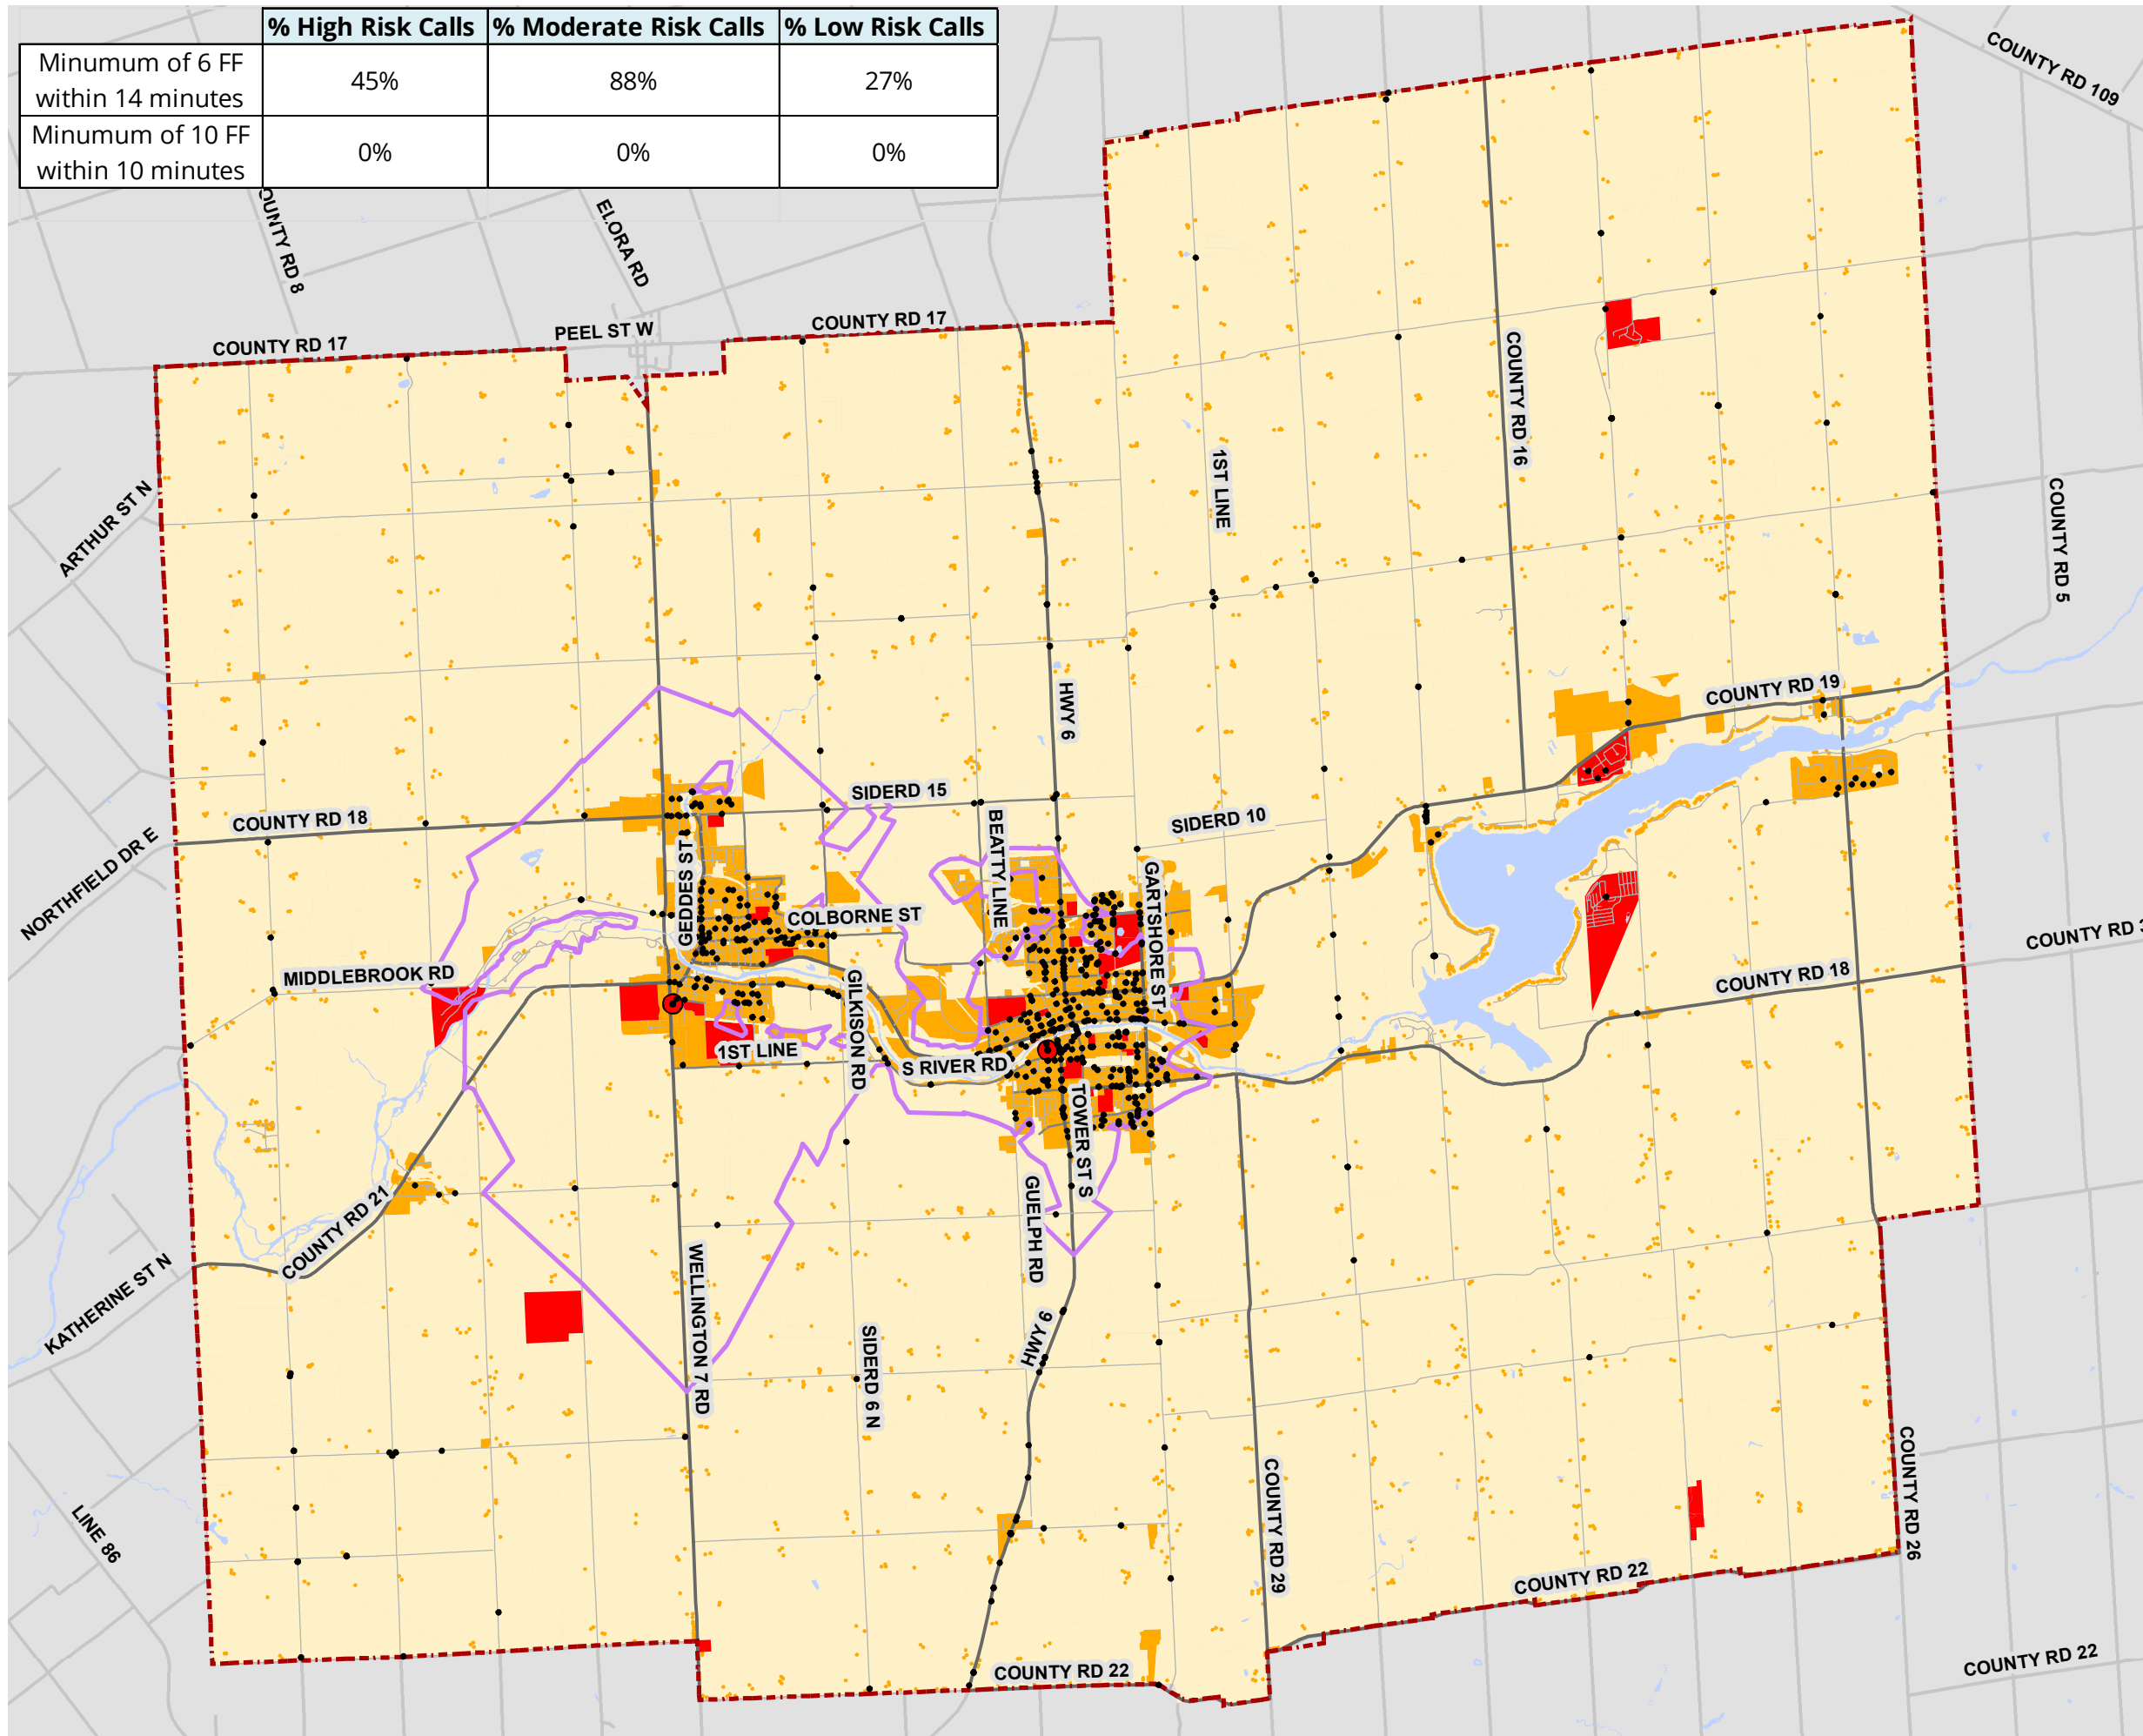 % High Risk Calls % Moderate Risk Calls % Low Risk Calls
Minumum of 6 FF
within 14 minutes
45% 88% 27%
Minumum of 10 FF
within 10 minutes
0% 0% 0%
COUNTY RD 109
OUNTY RD 8
ELORA RD
PEEL ST W
COUNTY RD 17
COUNTY RD 17
COUNTY RD 16
1ST LINE
ARTHUR ST N
COUNTY RD 5
HWY 6
COUNTY RD 19
SIDERD 15
COUNTY RD 18
SIDERD 10
BEATTY LINE
GEDDES ST
GARTSHORE ST
NORTHFIELD DR E
COLBORNE ST
COUNTY RD 3
MIDDLEBROOK RD
COUNTY RD 18
GILKISON RD
1ST LINE
S RIVER RD
TOWER ST S
GUELPH RD
COUNTY RD 21
KATHERINE ST N
WELLINGTON 7 RD
SIDERD 6 N
HWY 6
COUNTY RD 26
COUNTY RD 29
LINE 86
COUNTY RD 22
COUNTY RD 22
COUNTY RD 22